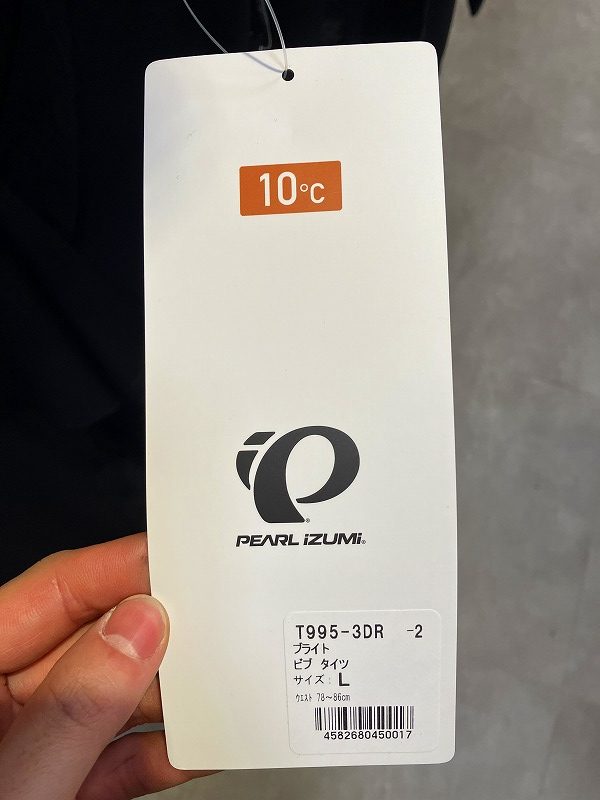 10℃
PEARL iZUMi®
T995-3DR -2
ブライト
ビブ タイツ
サイズ: L
ウエスト 78~86cm
4582680450017